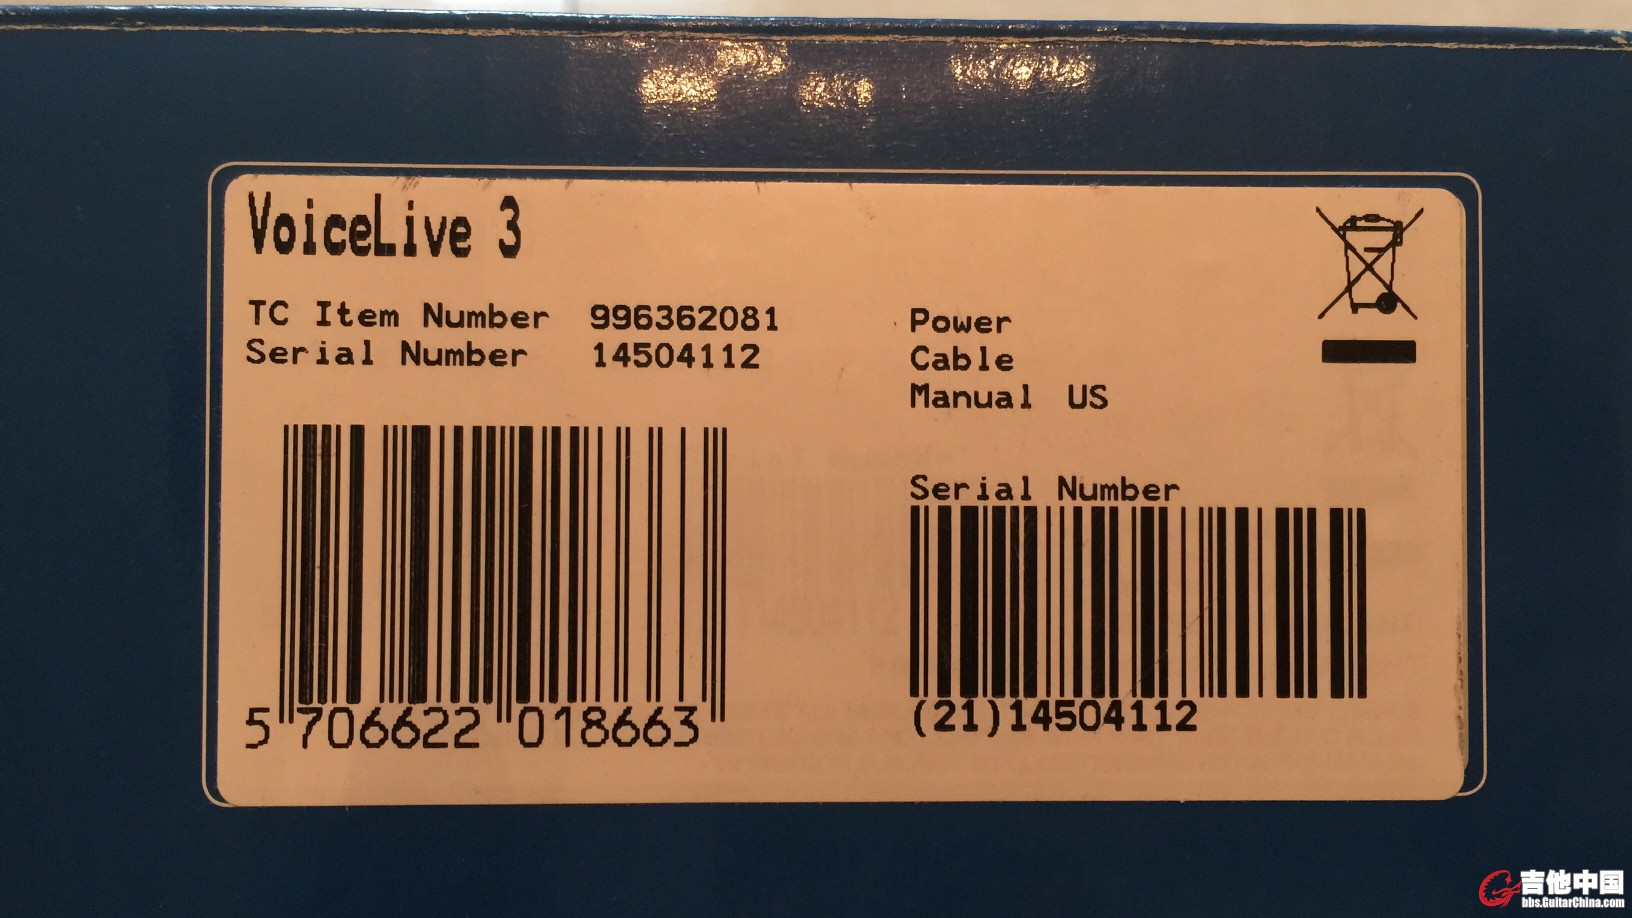 VoiceLive 3
TC Item Number 996362081
Serial Number 14504112
Power
Cable
Manual US
Serial Number
5 706622 018663
(21)14504112
吉他中国
bbs.GuitarChina.com